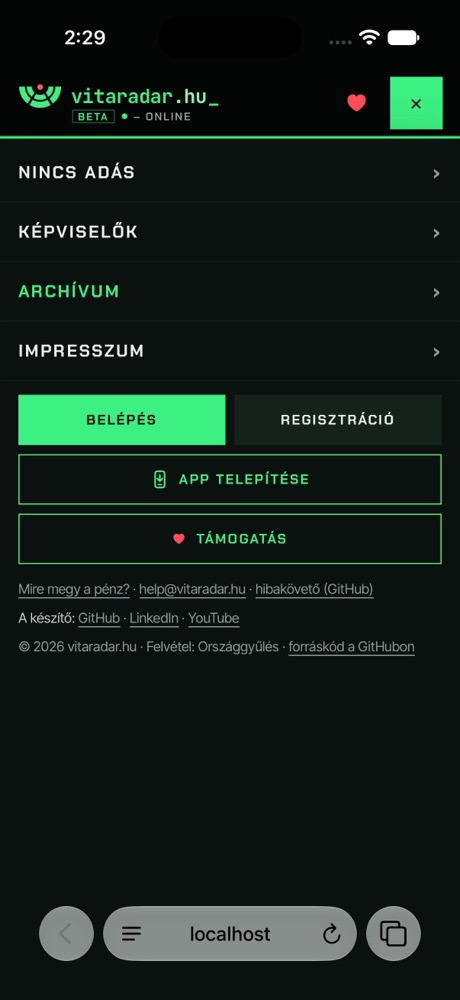 2:29
vitaradar.hu_
BETA ● – ONLINE
NINCS ADÁS ›
KÉPVISELŐK ›
ARCHÍVUM ›
IMPRESSZUM ›
BELÉPÉS REGISZTRÁCIÓ
APP TELEPÍTÉSE
TÁMOGATÁS
Mire megy a pénz? · help@vitaradar.hu · hibakövető (GitHub)
A készítő: GitHub · LinkedIn · YouTube
© 2026 vitaradar.hu · Felvétel: Országgyűlés · forráskód a GitHubon
localhost